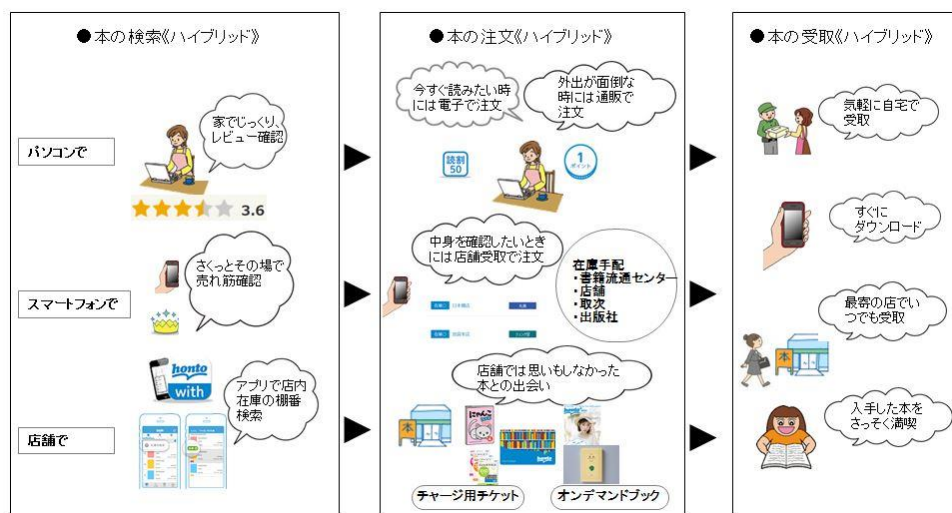 ●本の検索《ハイブリッド》
パソコンで
家でじっくり、
レビュー確認
3.6
スマートフォンで
さくっとその場で
売れ筋確認
店舗で
honto
with
アプリで店内
在庫の棚番
検索
●本の注文《ハイブリッド》
今すぐ読みたい時
には電子で注文
外出が面倒な
時には通販で
注文
読割
50
1
ポイント
中身を確認したいとき
には店舗受取で注文
在庫手配
・書籍流通センター
・店舗
・取次
・出版社
店舗では思いもしなかった
本との出会い
本
honto
チャージ用チケット
オンデマンドブック
●本の受取《ハイブリッド》
気軽に自宅で
受取
すぐに
ダウンロード
最寄の店でい
つでも受取
本
入手した本を
さっそく満喫